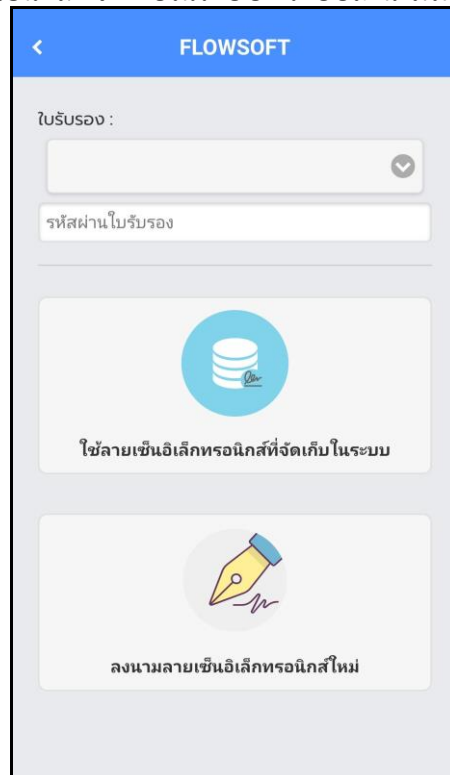 FLOWSOFT
ใบรับรอง :
รหัสผ่านใบรับรอง
ใช้ลายเซ็นอิเล็กทรอนิกส์ที่จัดเก็บในระบบ
ลงนามลายเซ็นอิเล็กทรอนิกส์ใหม่